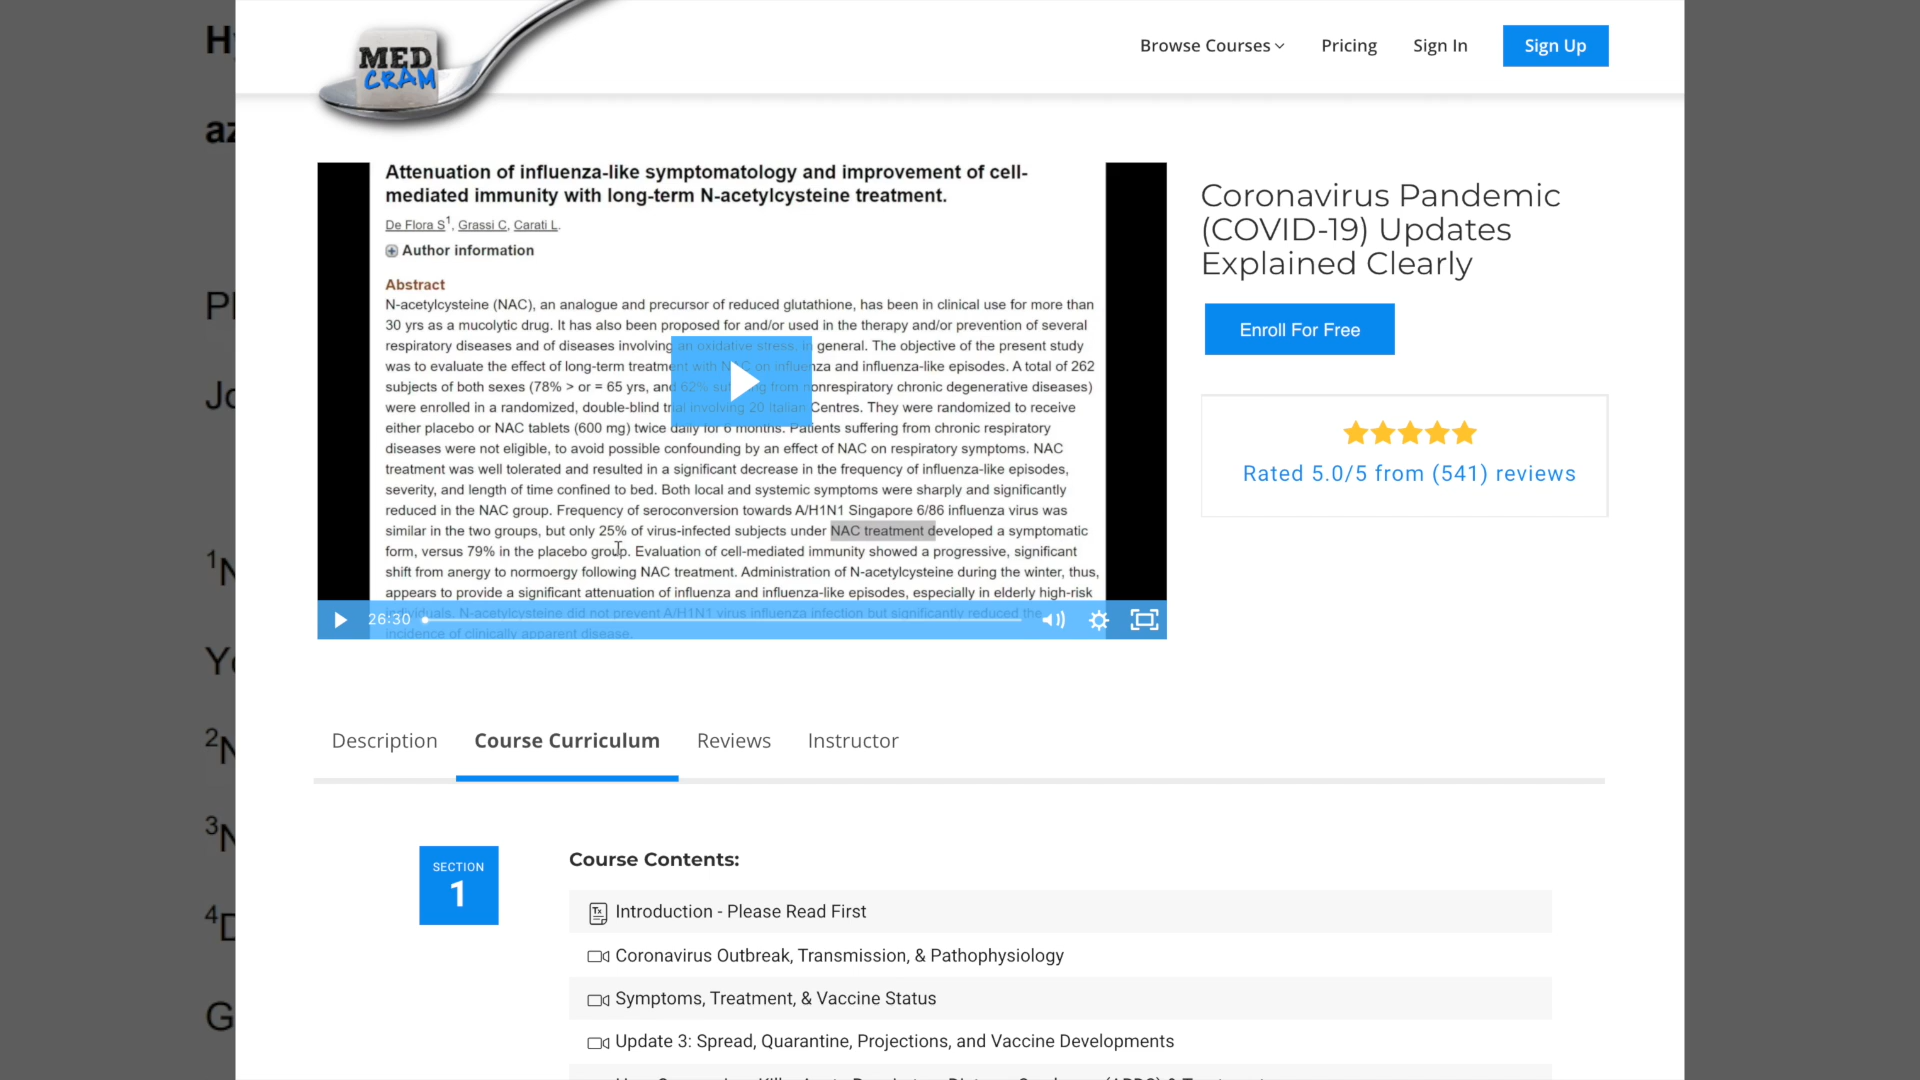 MED
CRAM
Browse Courses
Pricing
Sign In
Sign Up
Attenuation of influenza-like symptomatology and improvement of cell-
mediated immunity with long-term N-acetylcysteine treatment.
De Flora S1, Grassi C, Carati L.
Author information
Abstract
N-acetylcysteine (NAC), an analogue and precursor of reduced glutathione, has been in clinical use for more than
30 yrs as a mucolytic drug. It has also been proposed for and/or used in the therapy and/or prevention of several
respiratory diseases and of diseases involving an oxidative stress, in general. The objective of the present study
was to evaluate the effect of long-term treatment with NAC on influenza and influenza-like episodes. A total of 262
subjects of both sexes (78% > or = 65 yrs, and 62% suffering from nonrespiratory chronic degenerative diseases)
were enrolled in a randomized, double-blind trial involving 20 Italian Centres. They were randomized to receive
either placebo or NAC tablets (600 mg) twice daily for 6 months. Patients suffering from chronic respiratory
diseases were not eligible, to avoid possible confounding by an effect of NAC on respiratory symptoms. NAC
treatment was well tolerated and resulted in a significant decrease in the frequency of influenza-like episodes,
severity, and length of time confined to bed. Both local and systemic symptoms were sharply and significantly
reduced in the NAC group. Frequency of seroconversion towards A/H1N1 Singapore 6/86 influenza virus was
similar in the two groups, but only 25% of virus-infected subjects under NAC treatment developed a symptomatic
form, versus 79% in the placebo group. Evaluation of cell-mediated immunity showed a progressive, significant
shift from anergy to normoergy following NAC treatment. Administration of N-acetylcysteine during the winter, thus,
appears to provide a significant attenuation of influenza and influenza-like episodes, especially in elderly high-risk
individuals. N-acetylcysteine did not prevent A/H1N1 virus influenza infection but significantly reduced the
incidence of clinically apparent disease.
26:30
Coronavirus Pandemic
(COVID-19) Updates
Explained Clearly
Enroll For Free
Rated 5.0/5 from (541) reviews
Description
Course Curriculum
Reviews
Instructor
SECTION
1
Course Contents:
Introduction - Please Read First
Coronavirus Outbreak, Transmission, & Pathophysiology
Symptoms, Treatment, & Vaccine Status
Update 3: Spread, Quarantine, Projections, and Vaccine Developments